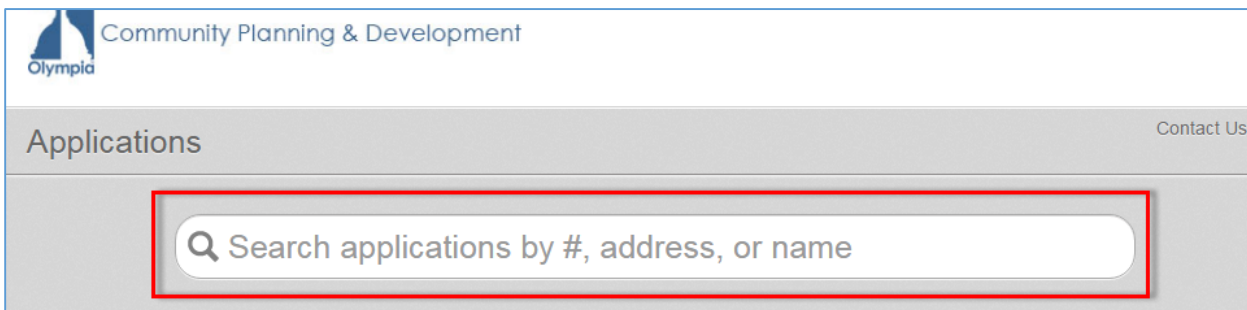 Community Planning & Development
Olympia
Applications
Contact Us
Search applications by #, address, or name